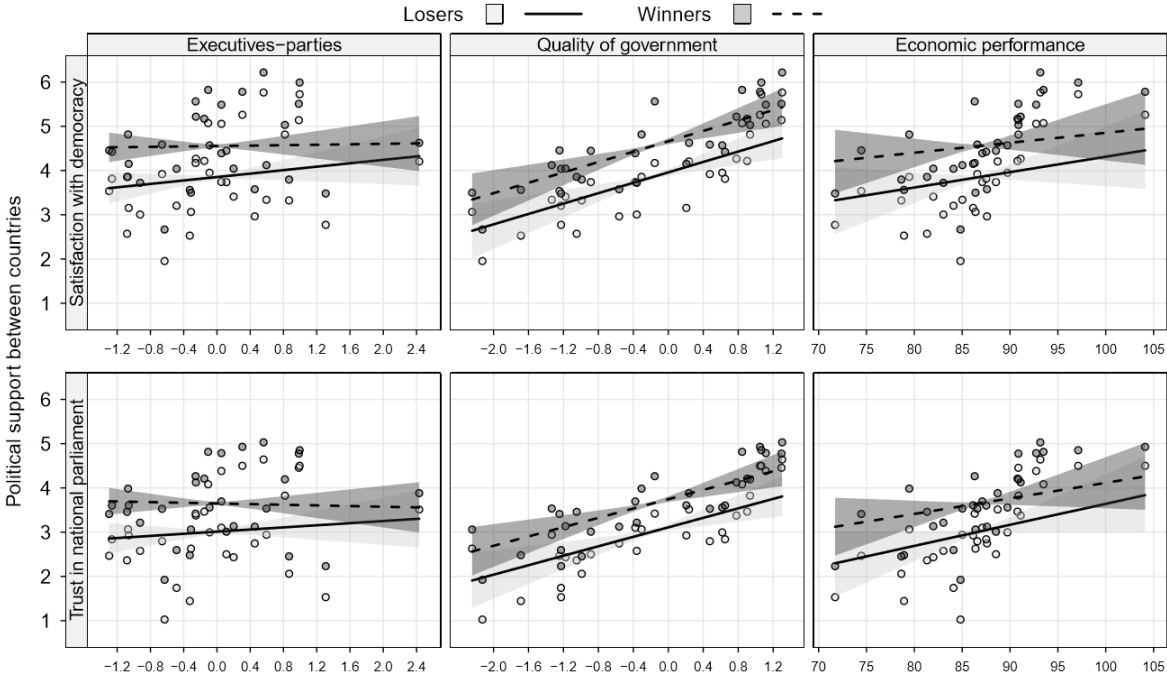 Losers Winners
Executives−parties Quality of government Economic performance
Political support between countries
Satisfaction with democracy
6
5
4
3
2
1
−1.2 −0.8 −0.4 0.0 0.4 0.8 1.2 1.6 2.0 2.4 −2.0 −1.6 −1.2 −0.8 −0.4 0.0 0.4 0.8 1.2 70 75 80 85 90 95 100 105
Trust in national parliament
6
5
4
3
2
1
−1.2 −0.8 −0.4 0.0 0.4 0.8 1.2 1.6 2.0 2.4 −2.0 −1.6 −1.2 −0.8 −0.4 0.0 0.4 0.8 1.2 70 75 80 85 90 95 100 105